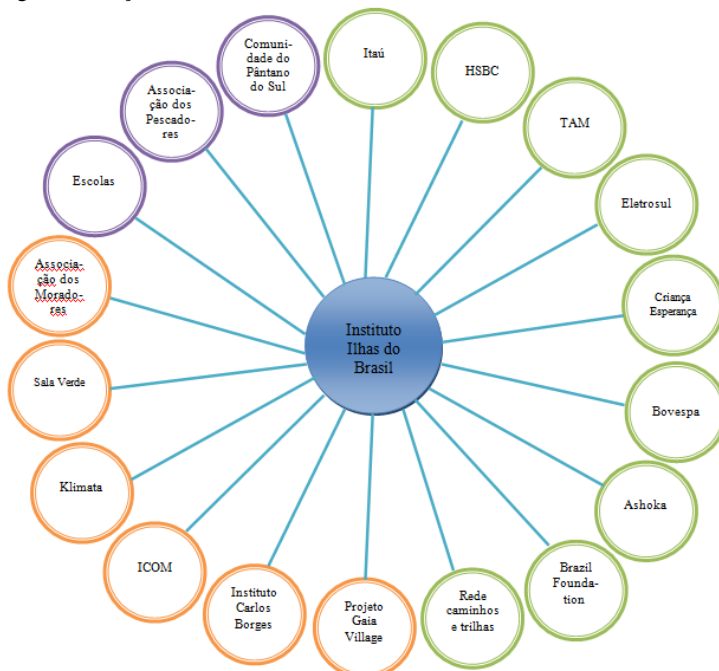 Comuni-
dade do
Pântano
do Sul
Itaú
HSBC
TAM
Eletrosul
Criança
Esperança
Bovespa
Ashoka
Brazil
Founda-
tion
Rede
caminhos
e trilhas
Projeto
Gaia
Village
Instituto
Carlos
Borges
ICOM
Klimata
Sala Verde
Associa-
ção dos
Morado-
res
Escolas
Associa-
ção dos
Pescado-
res
Instituto
Ilhas do
Brasil